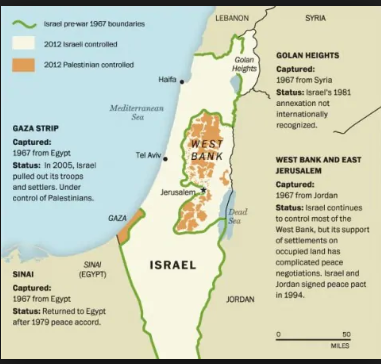 Israel pre-war 1967 boundaries
2012 Israeli controlled
2012 Palestinian controlled
LEBANON
SYRIA
Golan
Heights
Haifa
Mediterranean
Sea
WEST
BANK
Tel Aviv
Jerusalem
Dead
Sea
GAZA
ISRAEL
SINAI
(EGYPT)
JORDAN
GOLAN HEIGHTS
Captured:
1967 from Syria
Status: Israel's 1981
annexation not
internationally
recognized.
GAZA STRIP
Captured:
1967 from Egypt
Status: In 2005, Israel
pulled out its troops
and settlers. Under
control of Palestinians.
WEST BANK AND EAST
JERUSALEM
Captured:
1967 from Jordan
Status: Israel continues
to control most of the
West Bank, but its support
of settlements on
occupied land has
complicated peace
negotiations. Israel and
Jordan signed peace pact
in 1994.
SINAI
Captured:
1967 from Egypt
Status: Returned to Egypt
after 1979 peace accord.
0 50
MILES